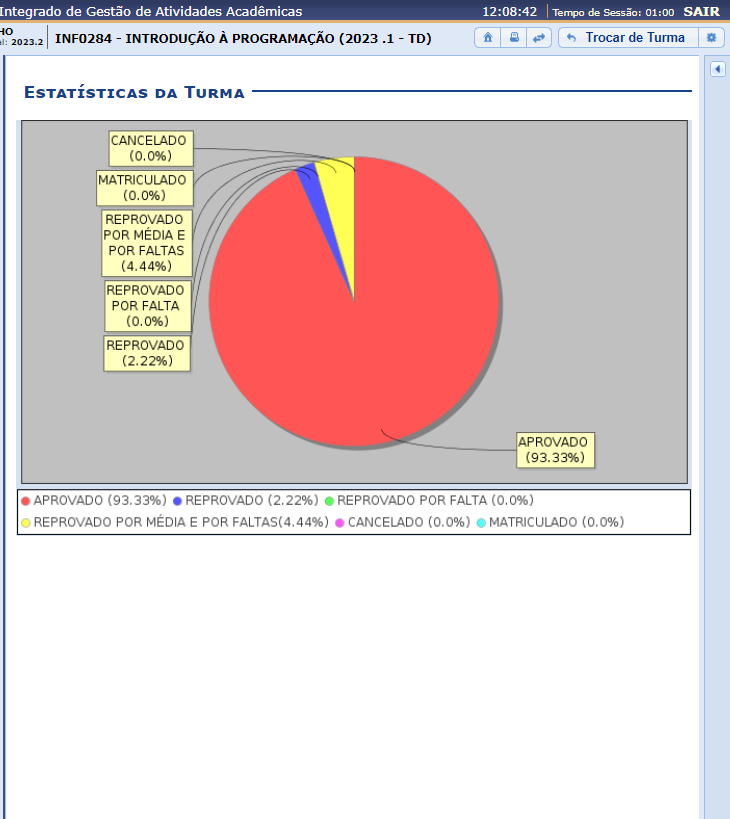 Integrado de Gestão de Atividades Acadêmicas 12:08:42 Tempo de Sessão: 01:00 SAIR
HO
el: 2023.2 INF0284 - INTRODUÇÃO À PROGRAMAÇÃO (2023 .1 - TD) Trocar de Turma
Estatísticas da Turma
CANCELADO
(0.0%)
MATRICULADO
(0.0%)
REPROVADO
POR MÉDIA E
POR FALTAS
(4.44%)
REPROVADO
POR FALTA
(0.0%)
REPROVADO
(2.22%)
APROVADO
(93.33%)
APROVADO (93.33%) REPROVADO (2.22%) REPROVADO POR FALTA (0.0%)
REPROVADO POR MÉDIA E POR FALTAS(4.44%) CANCELADO (0.0%) MATRICULADO (0.0%)